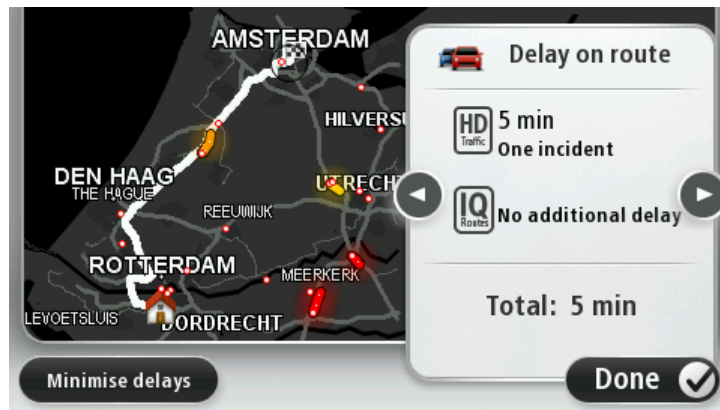 AMSTERDAM
HILVERSU
DEN HAAG
THE HAGUE
UTRECH
REEUWIJK
ROTTERDAM
MEERKERK
LEVOETSLUIS
DORDRECHT
Delay on route
HD
Traffic
5 min
One incident
IQ
Routes
No additional delay
Total: 5 min
Minimise delays
Done